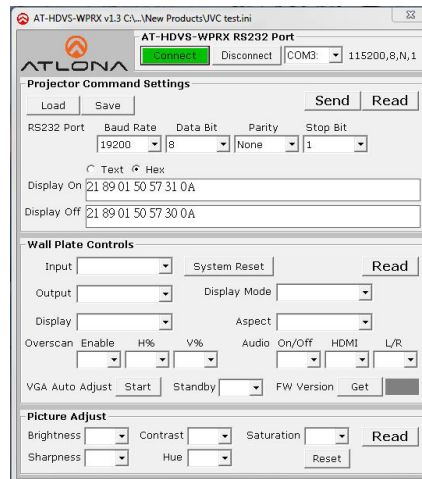 AT-HDVS-WPRX v1.3 C:\...\New Products\JVC test.ini
ATLONA
AT-HDVS-WPRX RS232 Port
Connect Disconnect COM3: 115200,8,N,1
Projector Command Settings
Load Save Send Read
RS232 Port Baud Rate Data Bit Parity Stop Bit
19200 8 None 1
Text Hex
Display On 21 89 01 50 57 31 0A
Display Off 21 89 01 50 57 30 0A
Wall Plate Controls
Input System Reset Read
Output Display Mode
Display Aspect
Overscan Enable H% V% Audio On/Off HDMI L/R
VGA Auto Adjust Start Standby FW Version Get
Picture Adjust
Brightness Contrast Saturation Read
Sharpness Hue Reset